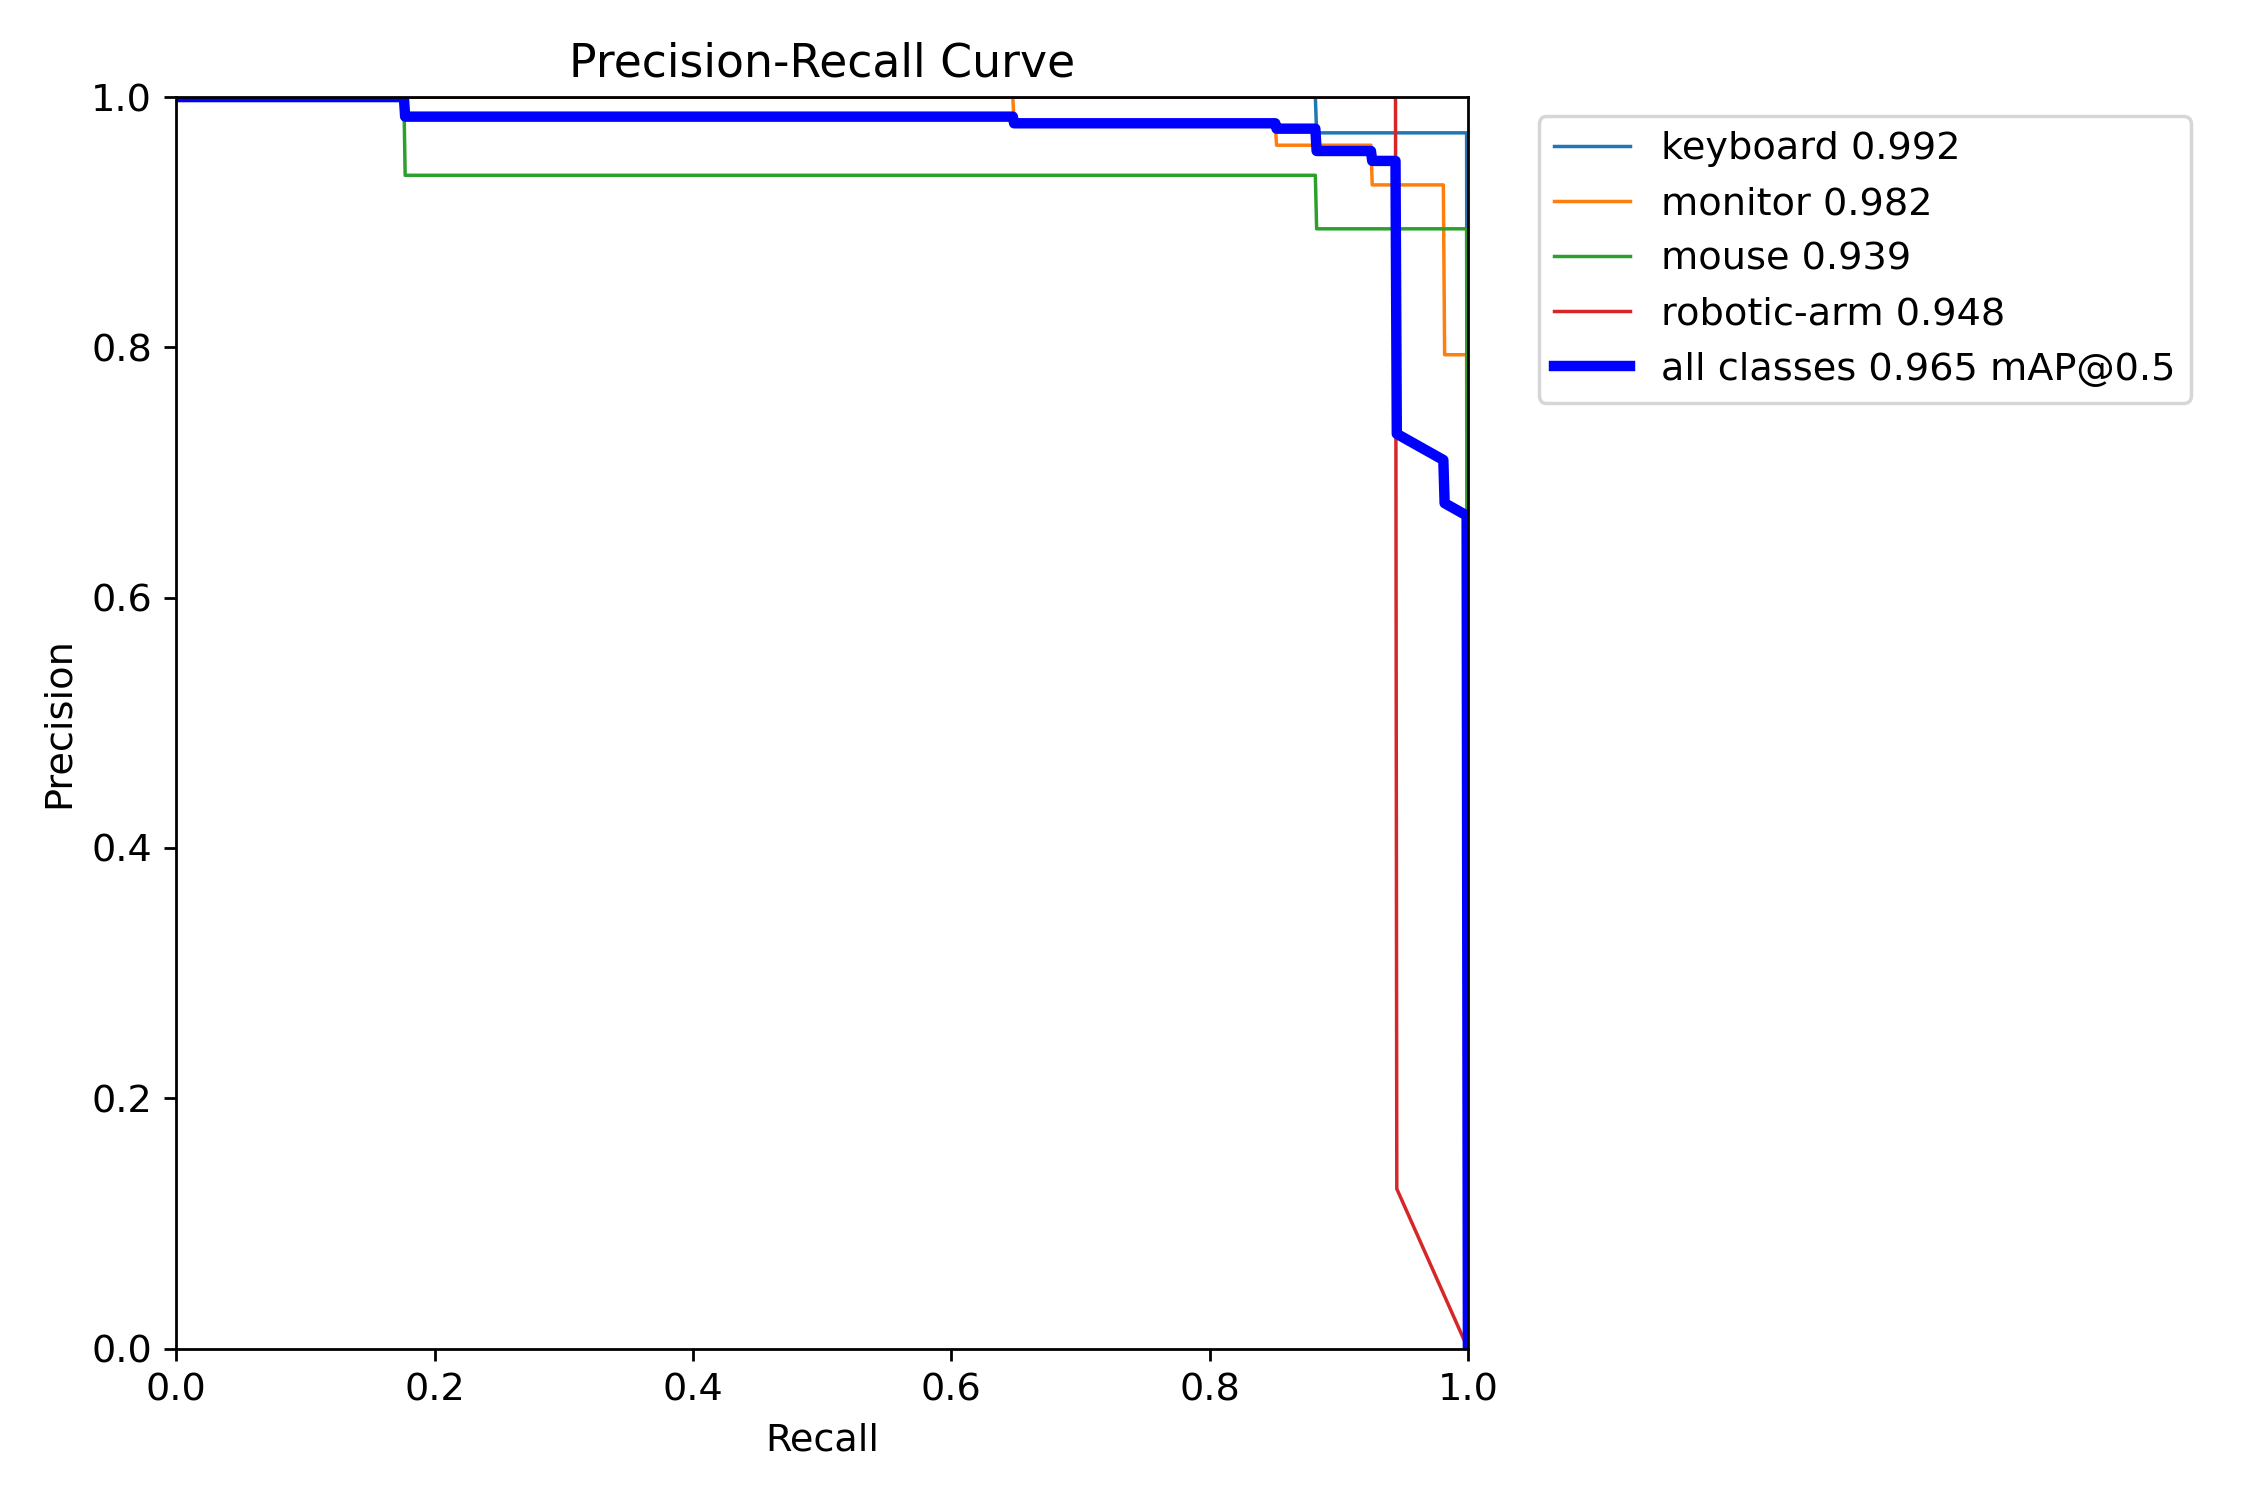 Precision-Recall Curve
1.0
0.8
0.6
0.4
0.2
0.0
Precision
0.0 0.2 0.4 0.6 0.8 1.0
Recall
keyboard 0.992
monitor 0.982
mouse 0.939
robotic-arm 0.948
all classes 0.965 mAP@0.5